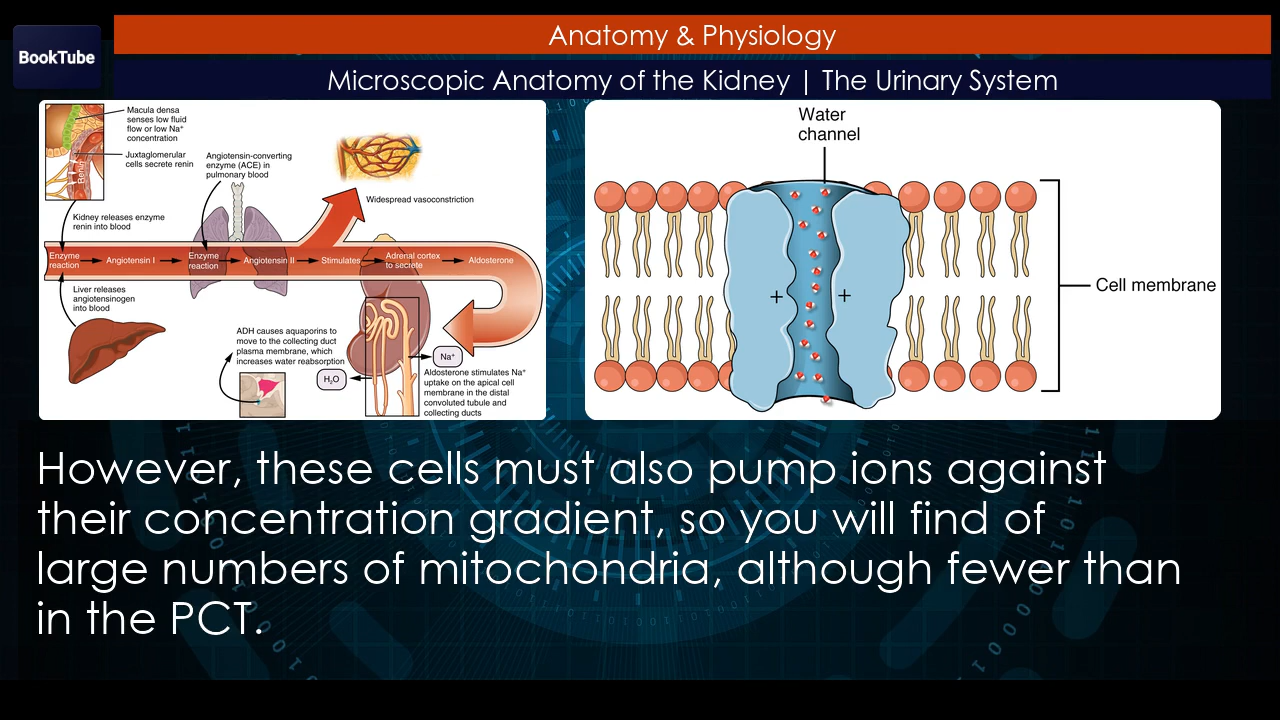 BookTube
Anatomy & Physiology
Microscopic Anatomy of the Kidney | The Urinary System
Macula densa
senses low fluid
flow or low Na⁺
concentration
Juxtaglomerular
cells secrete renin
Renin
Angiotensin-converting
enzyme (ACE) in
pulmonary blood
Widespread vasoconstriction
Kidney releases enzyme
renin into blood
Enzyme
reaction
Angiotensin I
Enzyme
reaction
Angiotensin II
Stimulates
Adrenal cortex
to secrete
Aldosterone
Liver releases
angiotensinogen
into blood
ADH causes aquaporins to
move to the collecting duct
plasma membrane, which
increases water reabsorption
H₂O
Na⁺
Aldosterone stimulates Na⁺
uptake on the apical cell
membrane in the distal
convoluted tubule and
collecting ducts
Water
channel
+ +
Cell membrane
However, these cells must also pump ions against
their concentration gradient, so you will find of
large numbers of mitochondria, although fewer than
in the PCT.